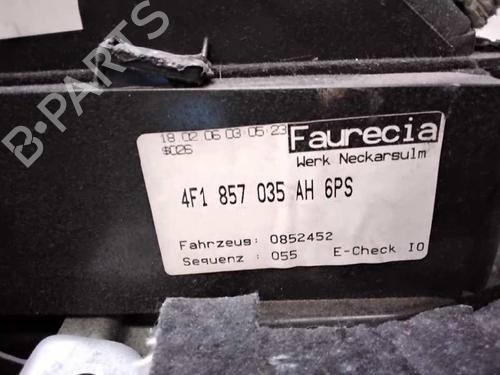 B-PARTS
18 02 06 03:05:23
$026
Faurecia
Werk Neckarsulm
4F1 857 035 AH 6PS
Fahrzeug: 0852452
Sequenz : 055 E-Check IO